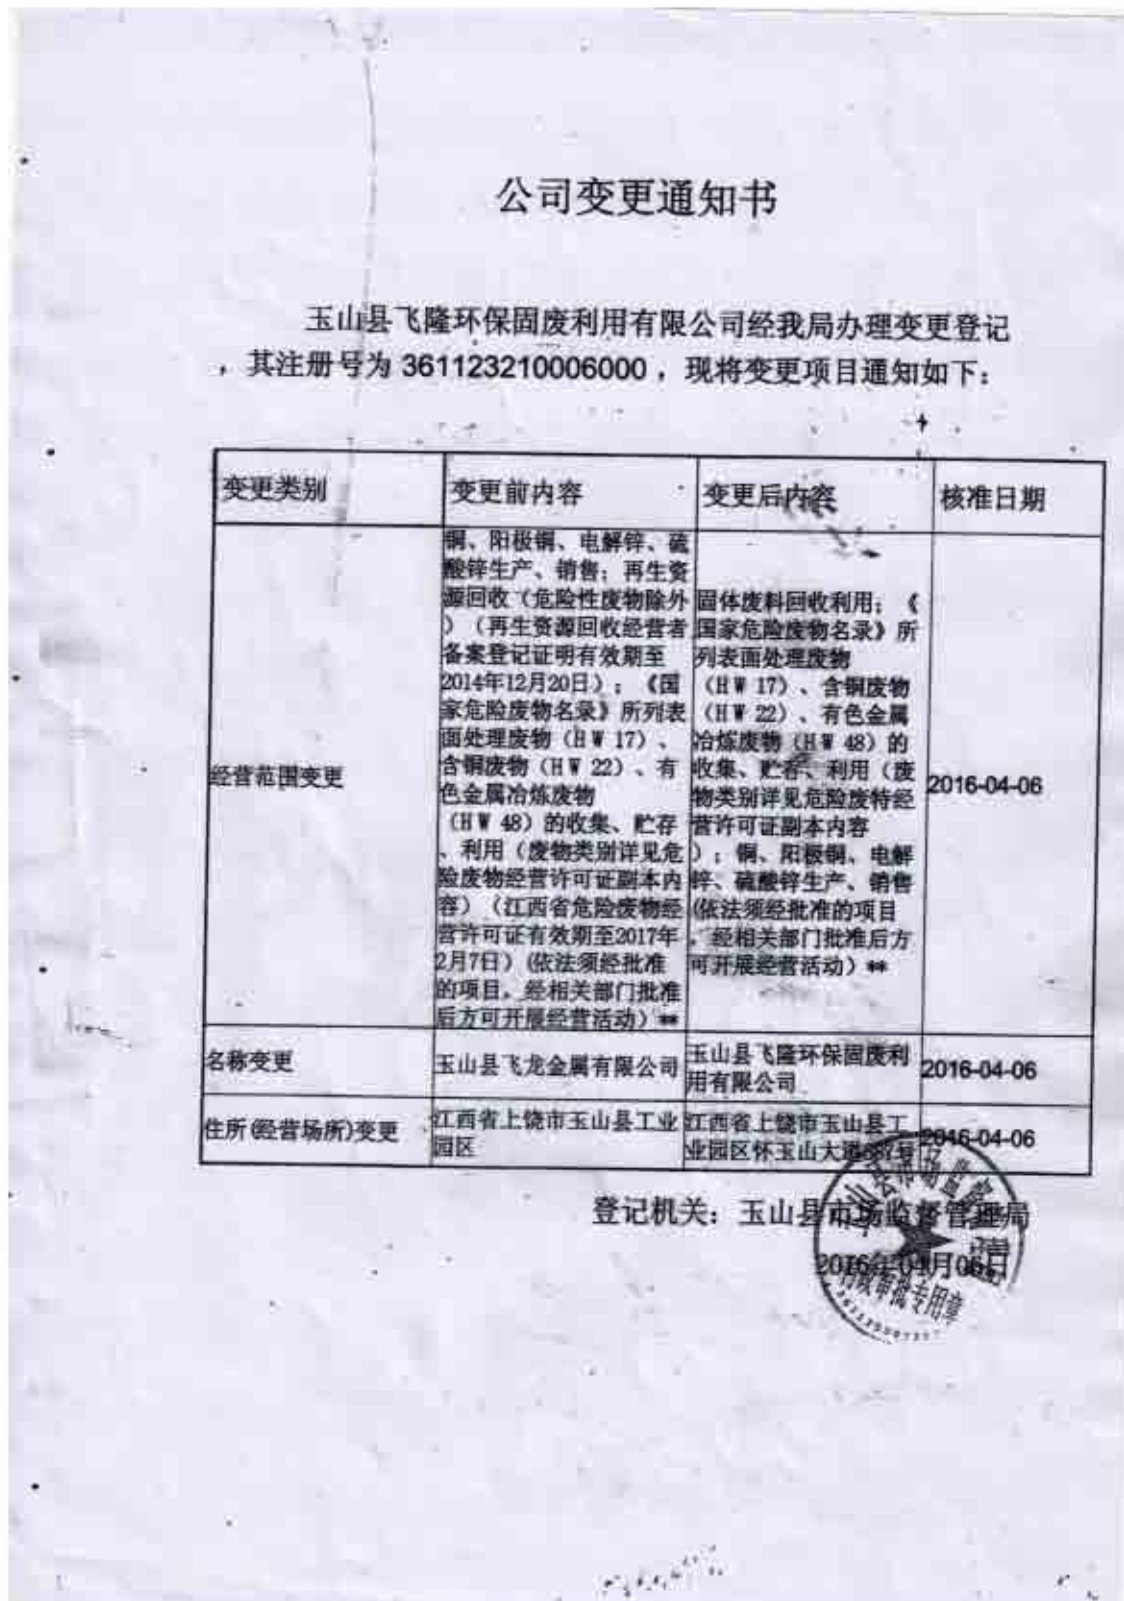 公司变更通知书
玉山县飞隆环保固废利用有限公司经我局办理变更登记
，其注册号为 361123210006000 ，现将变更项目通知如下：
变更类别
变更前内容
变更后内容
核准日期
经营范围变更
铜、阳极铜、电解锌、硫
酸锌生产、销售；再生资
源回收（危险性废物除外
）（再生资源回收经营者
备案登记证明有效期至
2014年12月20日）；《国
家危险废物名录》所列表
面处理废物（HW 17）、
含铜废物（HW 22）、有
色金属冶炼废物
（HW 48）的收集、贮存
、利用（废物类别详见危
险废物经营许可证副本内
容）（江西省危险废物经
营许可证有效期至2017年
2月7日）(依法须经批准
的项目，经相关部门批准
后方可开展经营活动）**
固体废料回收利用；《
国家危险废物名录》所
列表面处理废物
（HW 17）、含铜废物
（HW 22）、有色金属
冶炼废物（HW 48）的
收集、贮存、利用（废
物类别详见危险废特经
营许可证副本内容
）；铜、阳极铜、电解
锌、硫酸锌生产、销售
(依法须经批准的项目
，经相关部门批准后方
可开展经营活动）**
2016-04-06
名称变更
玉山县飞龙金属有限公司
玉山县飞隆环保固废利
用有限公司
2016-04-06
住所(经营场所)变更
江西省上饶市玉山县工业
园区
江西省上饶市玉山县工
业园区怀玉山大道
2016-04-06
登记机关：玉山县市场监督管理局
2016年04月06日
行政审批专用章